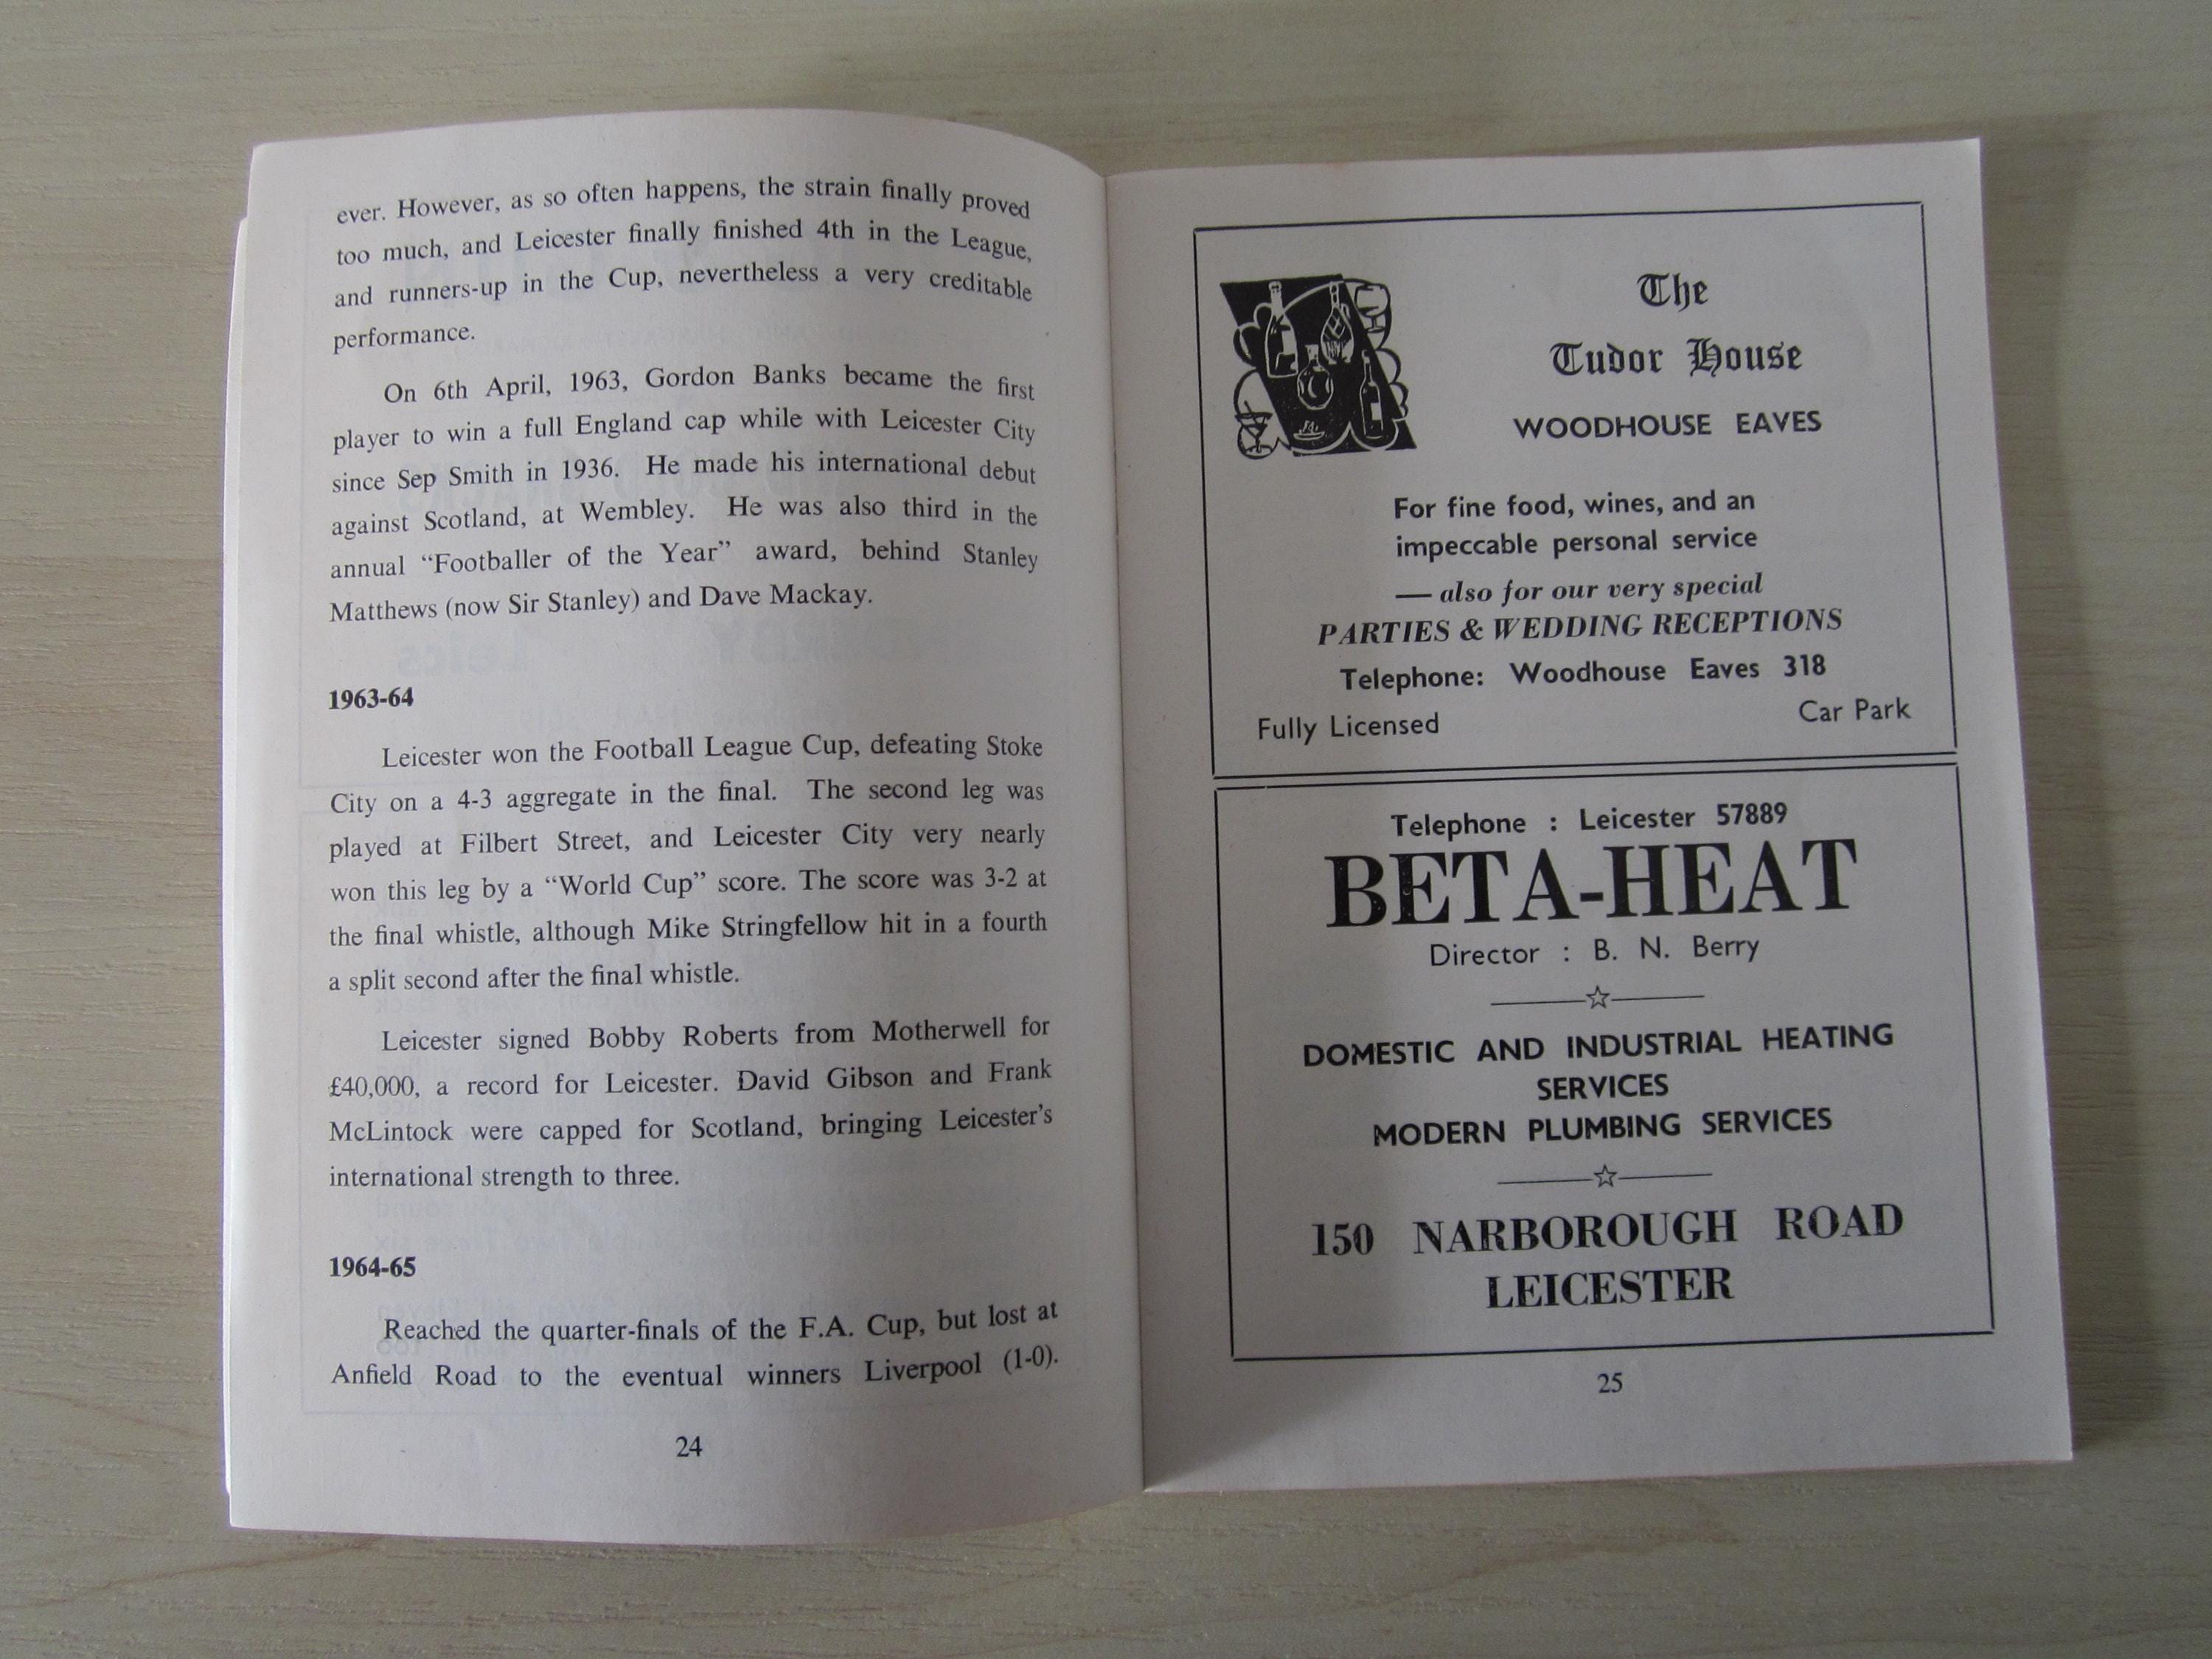 ever. However, as so often happens, the strain finally proved
too much, and Leicester finally finished 4th in the League,
and runners-up in the Cup, nevertheless a very creditable
performance.
On 6th April, 1963, Gordon Banks became the first
player to win a full England cap while with Leicester City
since Sep Smith in 1936. He made his international debut
against Scotland, at Wembley. He was also third in the
annual “Footballer of the Year” award, behind Stanley
Matthews (now Sir Stanley) and Dave Mackay.
1963-64
Leicester won the Football League Cup, defeating Stoke
City on a 4-3 aggregate in the final. The second leg was
played at Filbert Street, and Leicester City very nearly
won this leg by a “World Cup” score. The score was 3-2 at
the final whistle, although Mike Stringfellow hit in a fourth
a split second after the final whistle.
Leicester signed Bobby Roberts from Motherwell for
£40,000, a record for Leicester. David Gibson and Frank
McLintock were capped for Scotland, bringing Leicester's
international strength to three.
1964-65
Reached the quarter-finals of the F.A. Cup, but lost at
Anfield Road to the eventual winners Liverpool (1-0).
24
The
Tudor House
WOODHOUSE EAVES
For fine food, wines, and an
impeccable personal service
— also for our very special
PARTIES & WEDDING RECEPTIONS
Telephone: Woodhouse Eaves 318
Fully Licensed Car Park
Telephone : Leicester 57889
BETA-HEAT
Director : B. N. Berry
DOMESTIC AND INDUSTRIAL HEATING
SERVICES
MODERN PLUMBING SERVICES
150 NARBOROUGH ROAD
LEICESTER
25